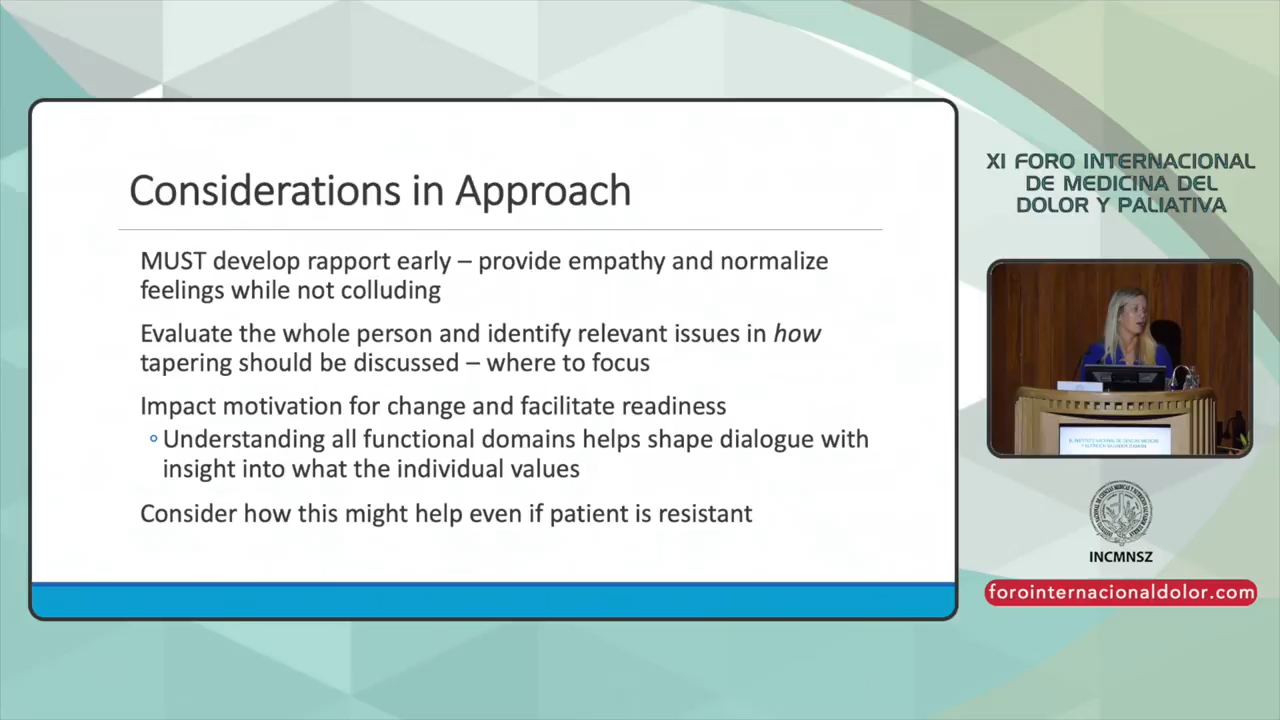 Considerations in Approach
MUST develop rapport early – provide empathy and normalize
feelings while not colluding
Evaluate the whole person and identify relevant issues in how
tapering should be discussed – where to focus
Impact motivation for change and facilitate readiness
Understanding all functional domains helps shape dialogue with
insight into what the individual values
Consider how this might help even if patient is resistant
XI FORO INTERNACIONAL
DE MEDICINA DEL
DOLOR Y PALIATIVA
INCMNSZ
forointernacionaldolor.com